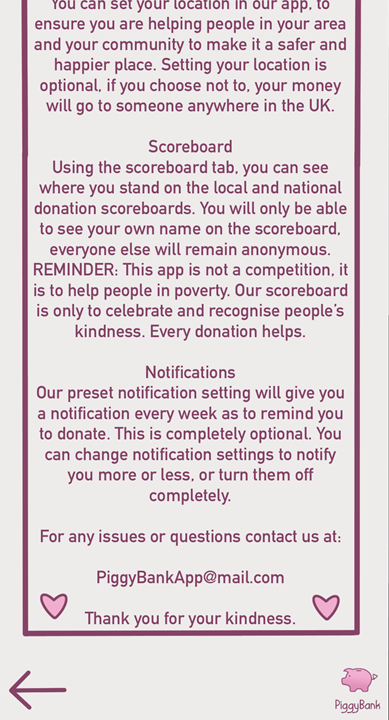 You can set your location in our app, to
ensure you are helping people in your area
and your community to make it a safer and
happier place. Setting your location is
optional, if you choose not to, your money
will go to someone anywhere in the UK.
Scoreboard
Using the scoreboard tab, you can see
where you stand on the local and national
donation scoreboards. You will only be able
to see your own name on the scoreboard,
everyone else will remain anonymous.
REMINDER: This app is not a competition, it
is to help people in poverty. Our scoreboard
is only to celebrate and recognise people's
kindness. Every donation helps.
Notifications
Our preset notification setting will give you
a notification every week as to remind you
to donate. This is completely optional. You
can change notification settings to notify
you more or less, or turn them off
completely.
For any issues or questions contact us at:
PiggyBankApp@mail.com
Thank you for your kindness.
PiggyBank